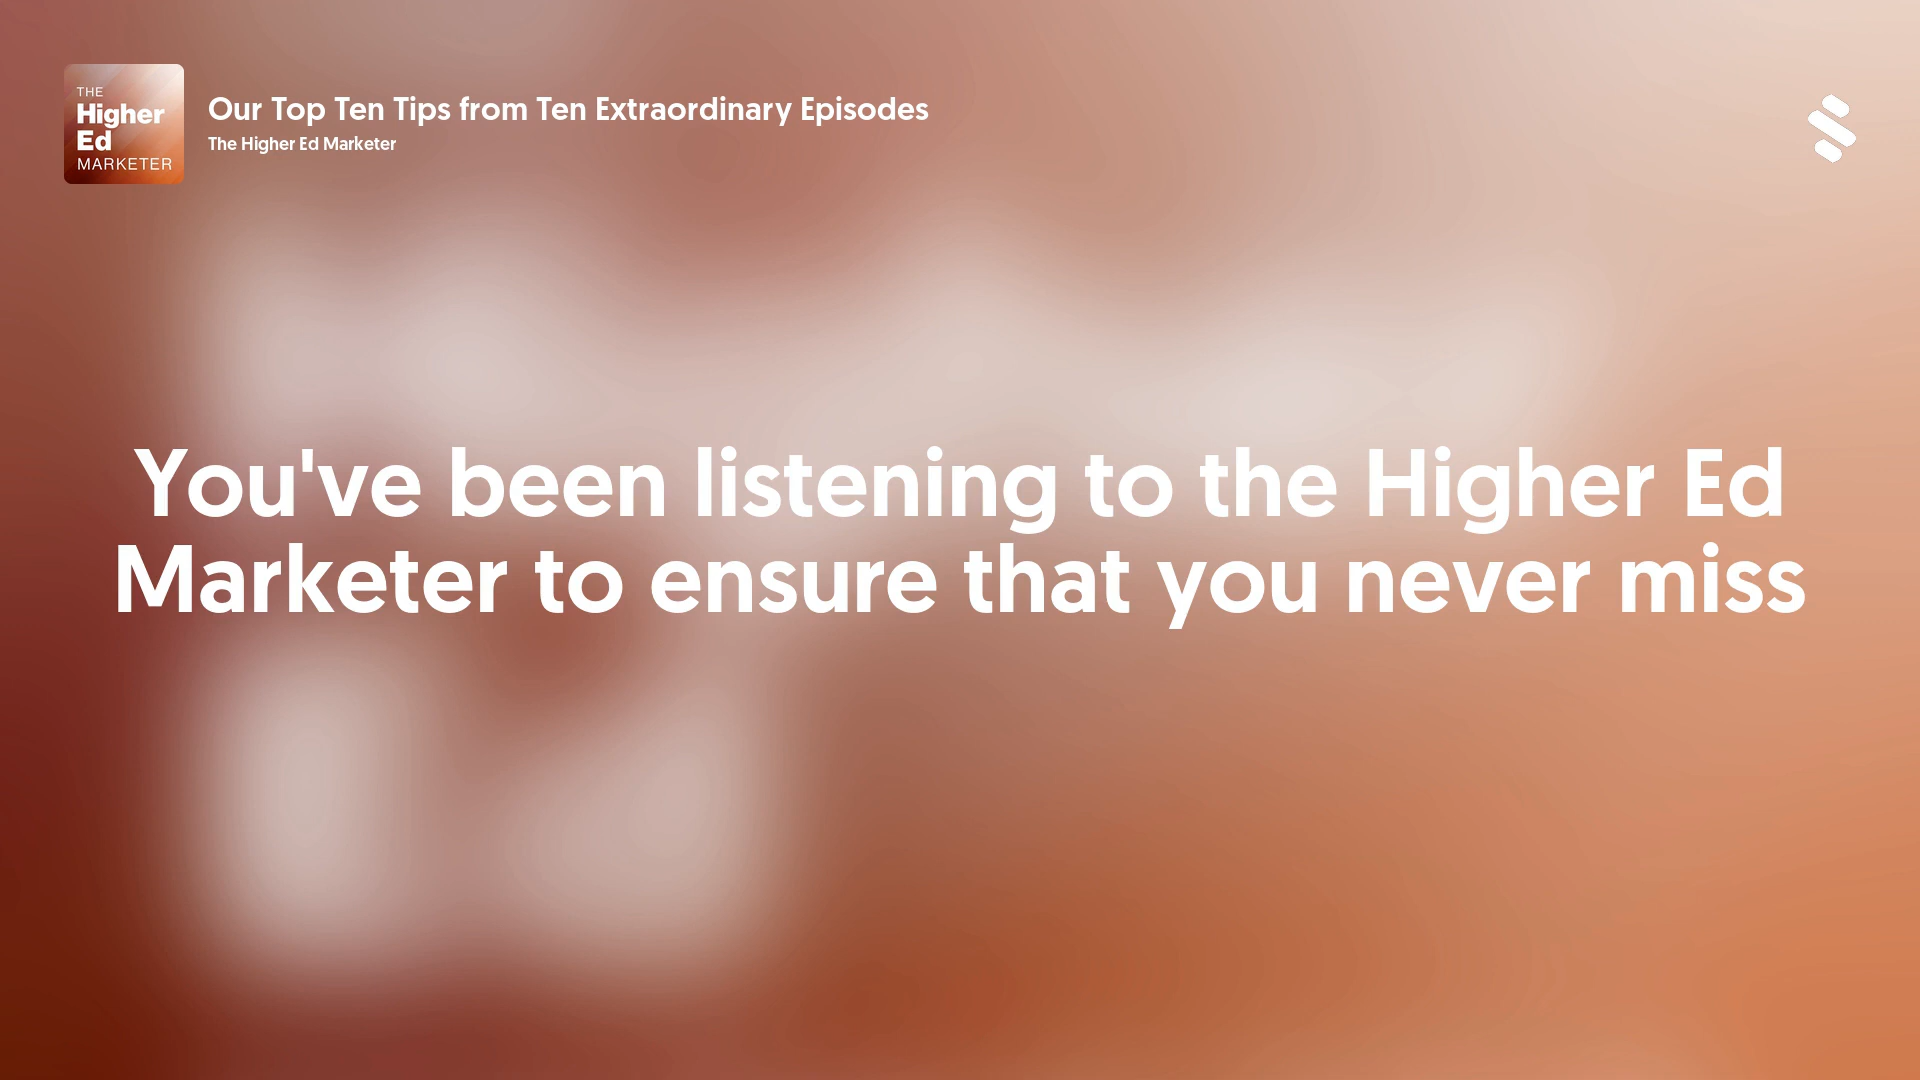 THE
Higher
Ed
MARKETER
Our Top Ten Tips from Ten Extraordinary Episodes
The Higher Ed Marketer
You've been listening to the Higher Ed
Marketer to ensure that you never miss